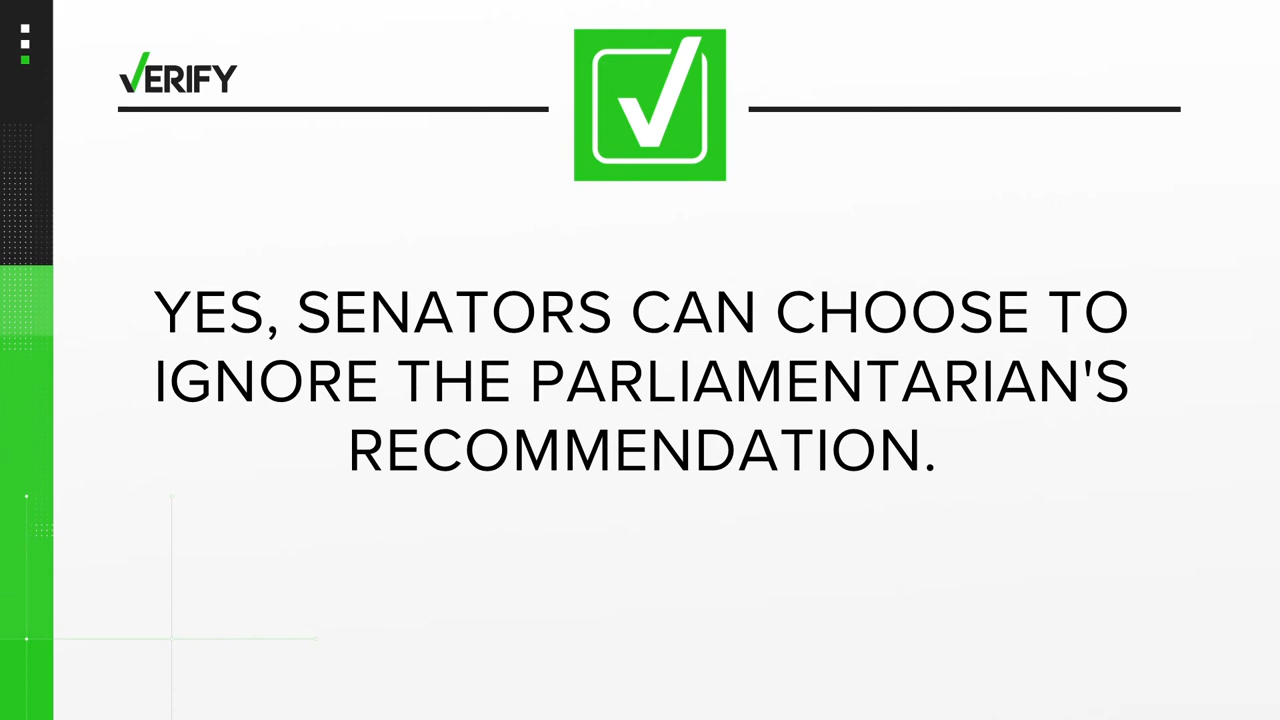 VERIFY
YES, SENATORS CAN CHOOSE TO
IGNORE THE PARLIAMENTARIAN'S
RECOMMENDATION.